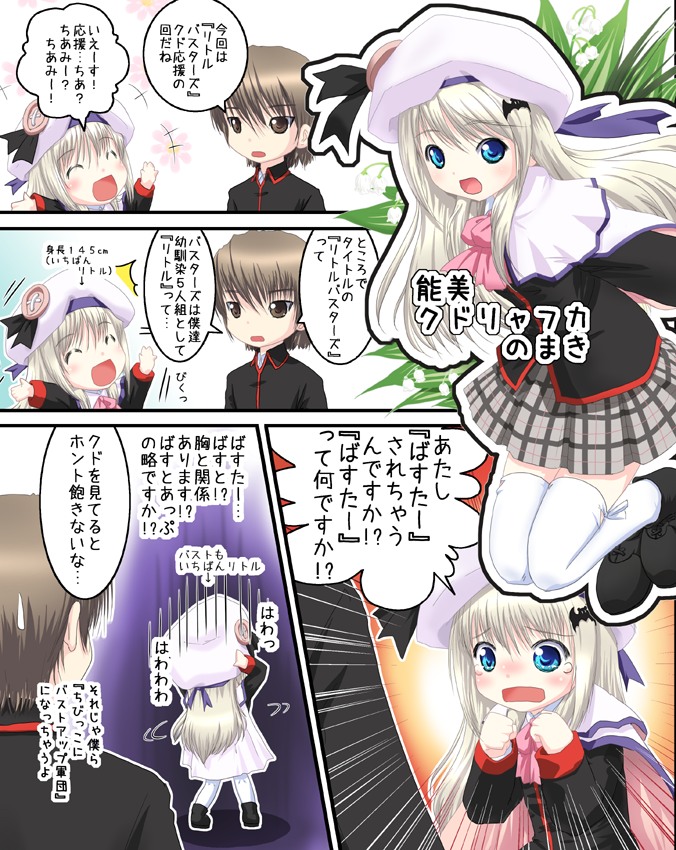 能美
クドリャフカ
のまき
今回は
『リトル
バスターズ』
クド応援の
回だね
いえーす!
応援…ちあ?
ちあみー?
ちあみー!
ところで
タイトルの
『リトルバスターズ』
って
バスターズは僕達
幼馴染5人組として
『リトル』って…
びくっ
身長145cm
(いちばん
リトル)
↓
あたし
『ばすたー』
されちゃう
んですか!?
『ばすたー』
って何ですか!?
ばすたー…
ばすと!?
胸と関係
あります!?
ばすとあっぷ
の略ですか!?
バストも
いちばんリトル
↓
はわっ
はわわわ
クドを見てると
ホント飽きないな…
それじゃ僕ら
『ちびっこに
バストアップ軍団』
になっちゃうよ